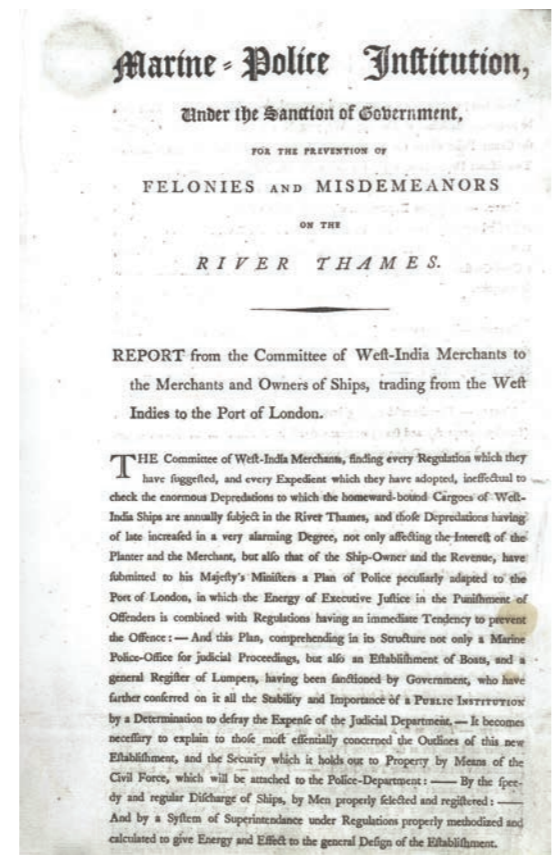 Marine-Police Inſtitution,
Under the Sanction of Government,
FOR THE PREVENTION OF
FELONIES AND MISDEMEANORS
ON THE
RIVER THAMES.
REPORT from the Committee of Weſt-India Merchants to
the Merchants and Owners of Ships, trading from the Weſt
Indies to the Port of London.
THE Committee of Weſt-India Merchants, finding every Regulation which they
have ſuggeſted, and every Expedient which they have adopted, ineffectual to
check the enormous Depredations to which the homeward-bound Cargoes of Weſt-
India Ships are annually ſubject in the River Thames, and thoſe Depredations having
of late increaſed in a very alarming Degree, not only affecting the Intereſt of the
Planter and the Merchant, but alſo that of the Ship-Owner and the Revenue, have
ſubmitted to his Majeſty's Miniſters a Plan of Police peculiarly adapted to the
Port of London, in which the Energy of Executive Juſtice in the Puniſhment of
Offenders is combined with Regulations having an immediate Tendency to prevent
the Offence: — And this Plan, comprehending in its Structure not only a Marine
Police-Office for judicial Proceedings, but alſo an Eſtabliſhment of Boats, and a
general Regiſter of Lumpers, having been ſanctioned by Government, who have
farther conferred on it all the Stability and Importance of a PUBLIC INSTITUTION
by a Determination to defray the Expenſe of the Judicial Department, — It becomes
neceſſary to explain to thoſe moſt eſſentially concerned the Outlines of this new
Eſtabliſhment, and the Security which it holds out to Property by Means of the
Civil Force, which will be attached to the Police-Department: —— By the ſpee-
dy and regular Diſcharge of Ships, by Men properly ſelected and regiſtered: ——
And by a Syſtem of Superintendance under Regulations properly methodized and
calculated to give Energy and Effect to the general Deſign of the Eſtabliſhment.